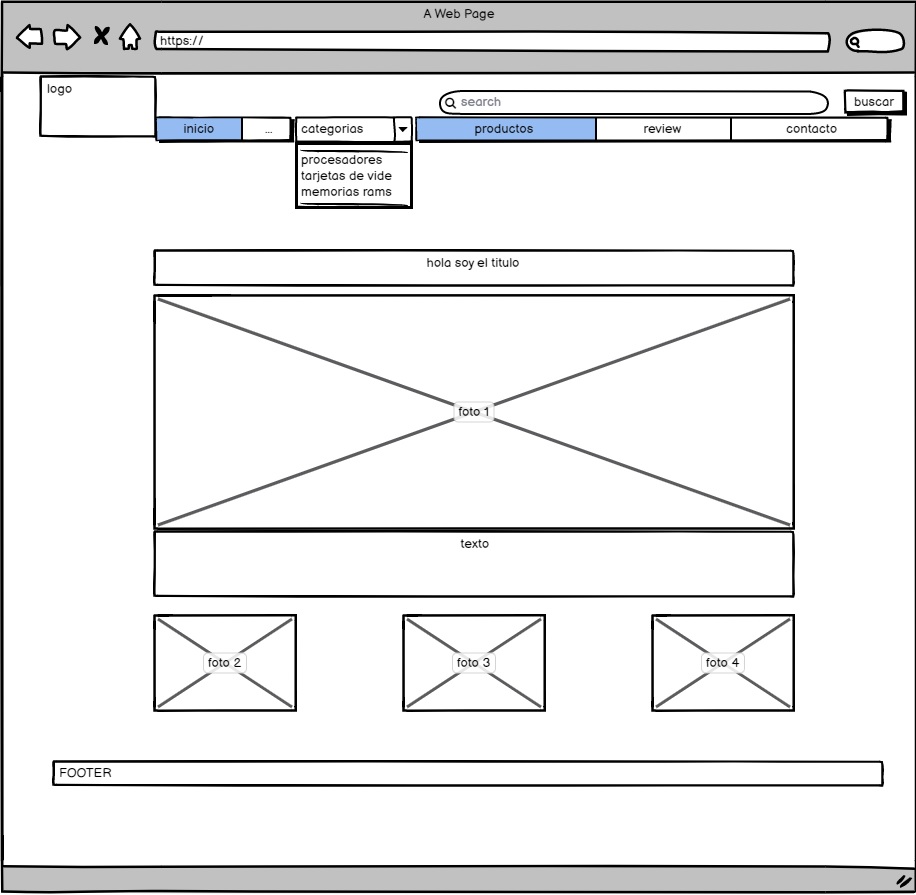 A Web Page
https://
logo
search
buscar
inicio
...
categorias
productos
review
contacto
procesadores
tarjetas de vide
memorias rams
hola soy el titulo
foto 1
texto
foto 2
foto 3
foto 4
FOOTER